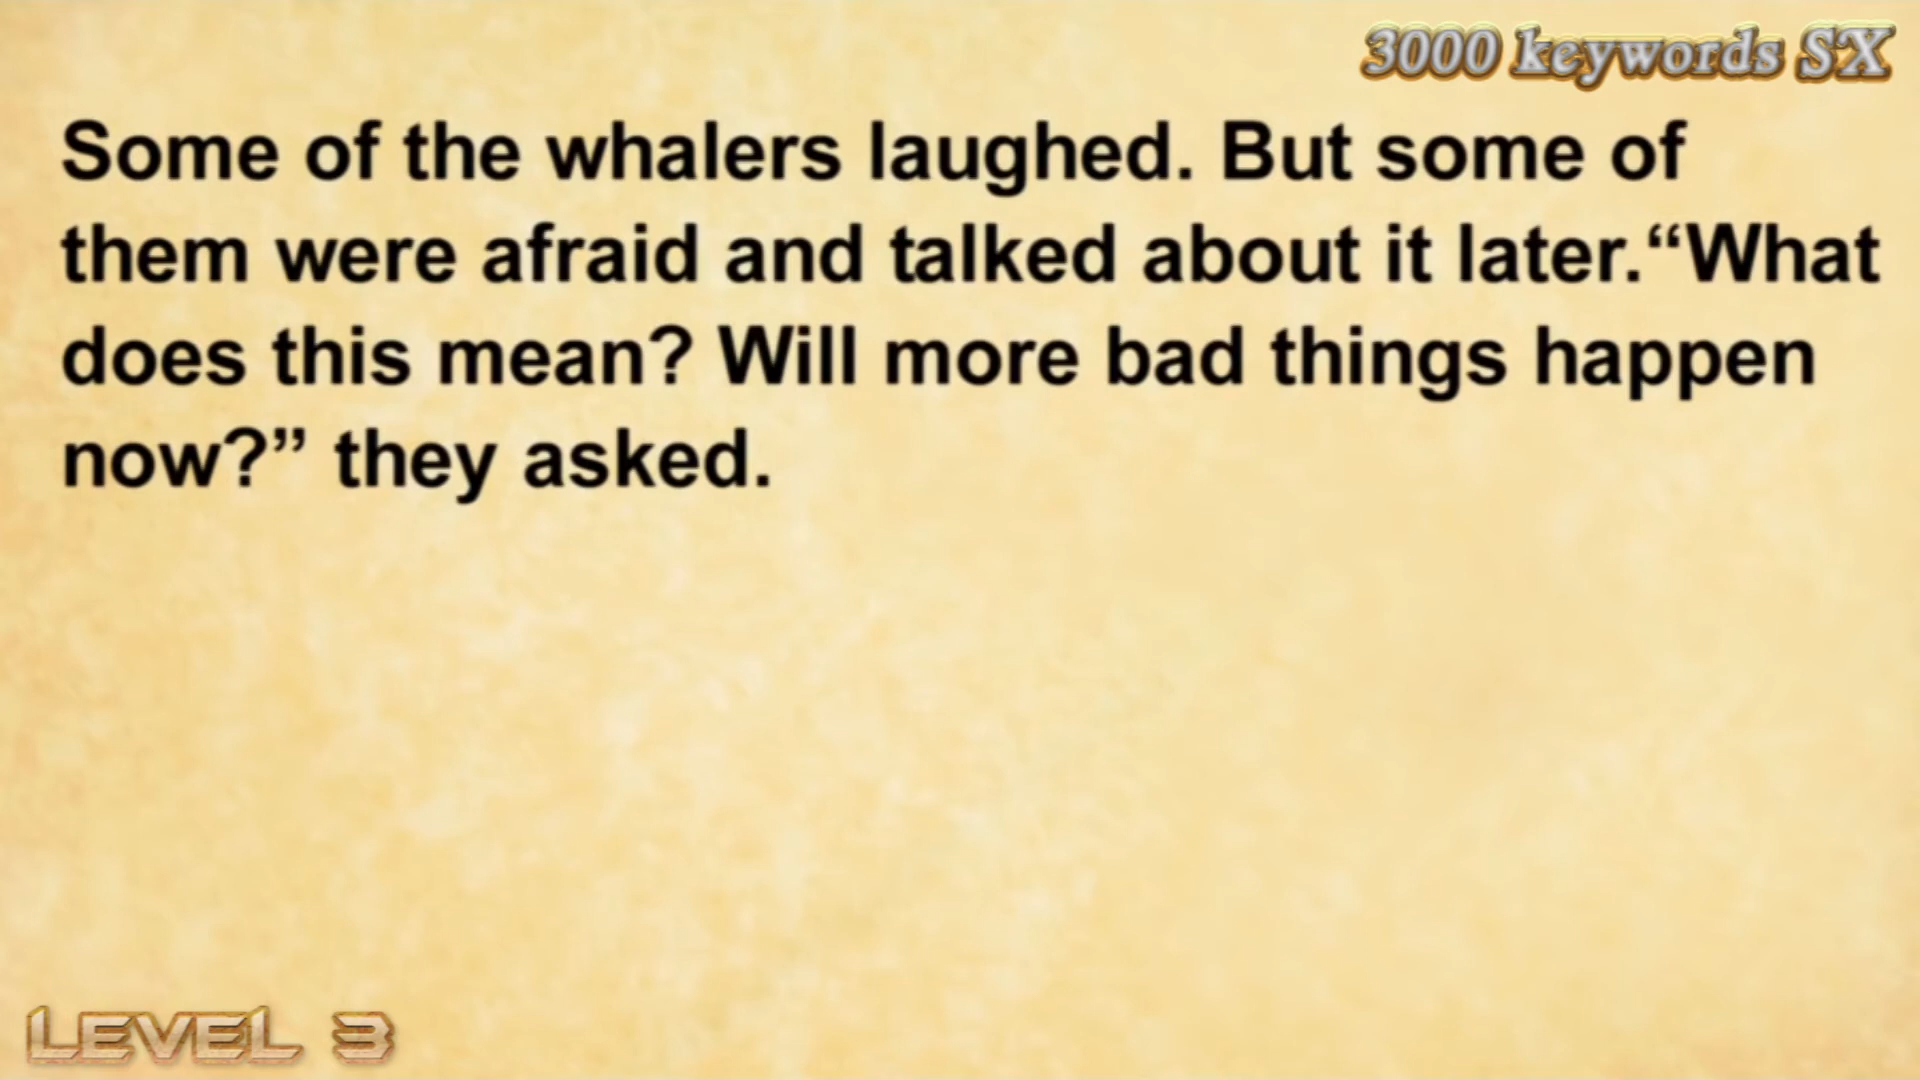 3000 keywords SX
Some of the whalers laughed. But some of
them were afraid and talked about it later.“What
does this mean? Will more bad things happen
now?” they asked.
LEVEL 3